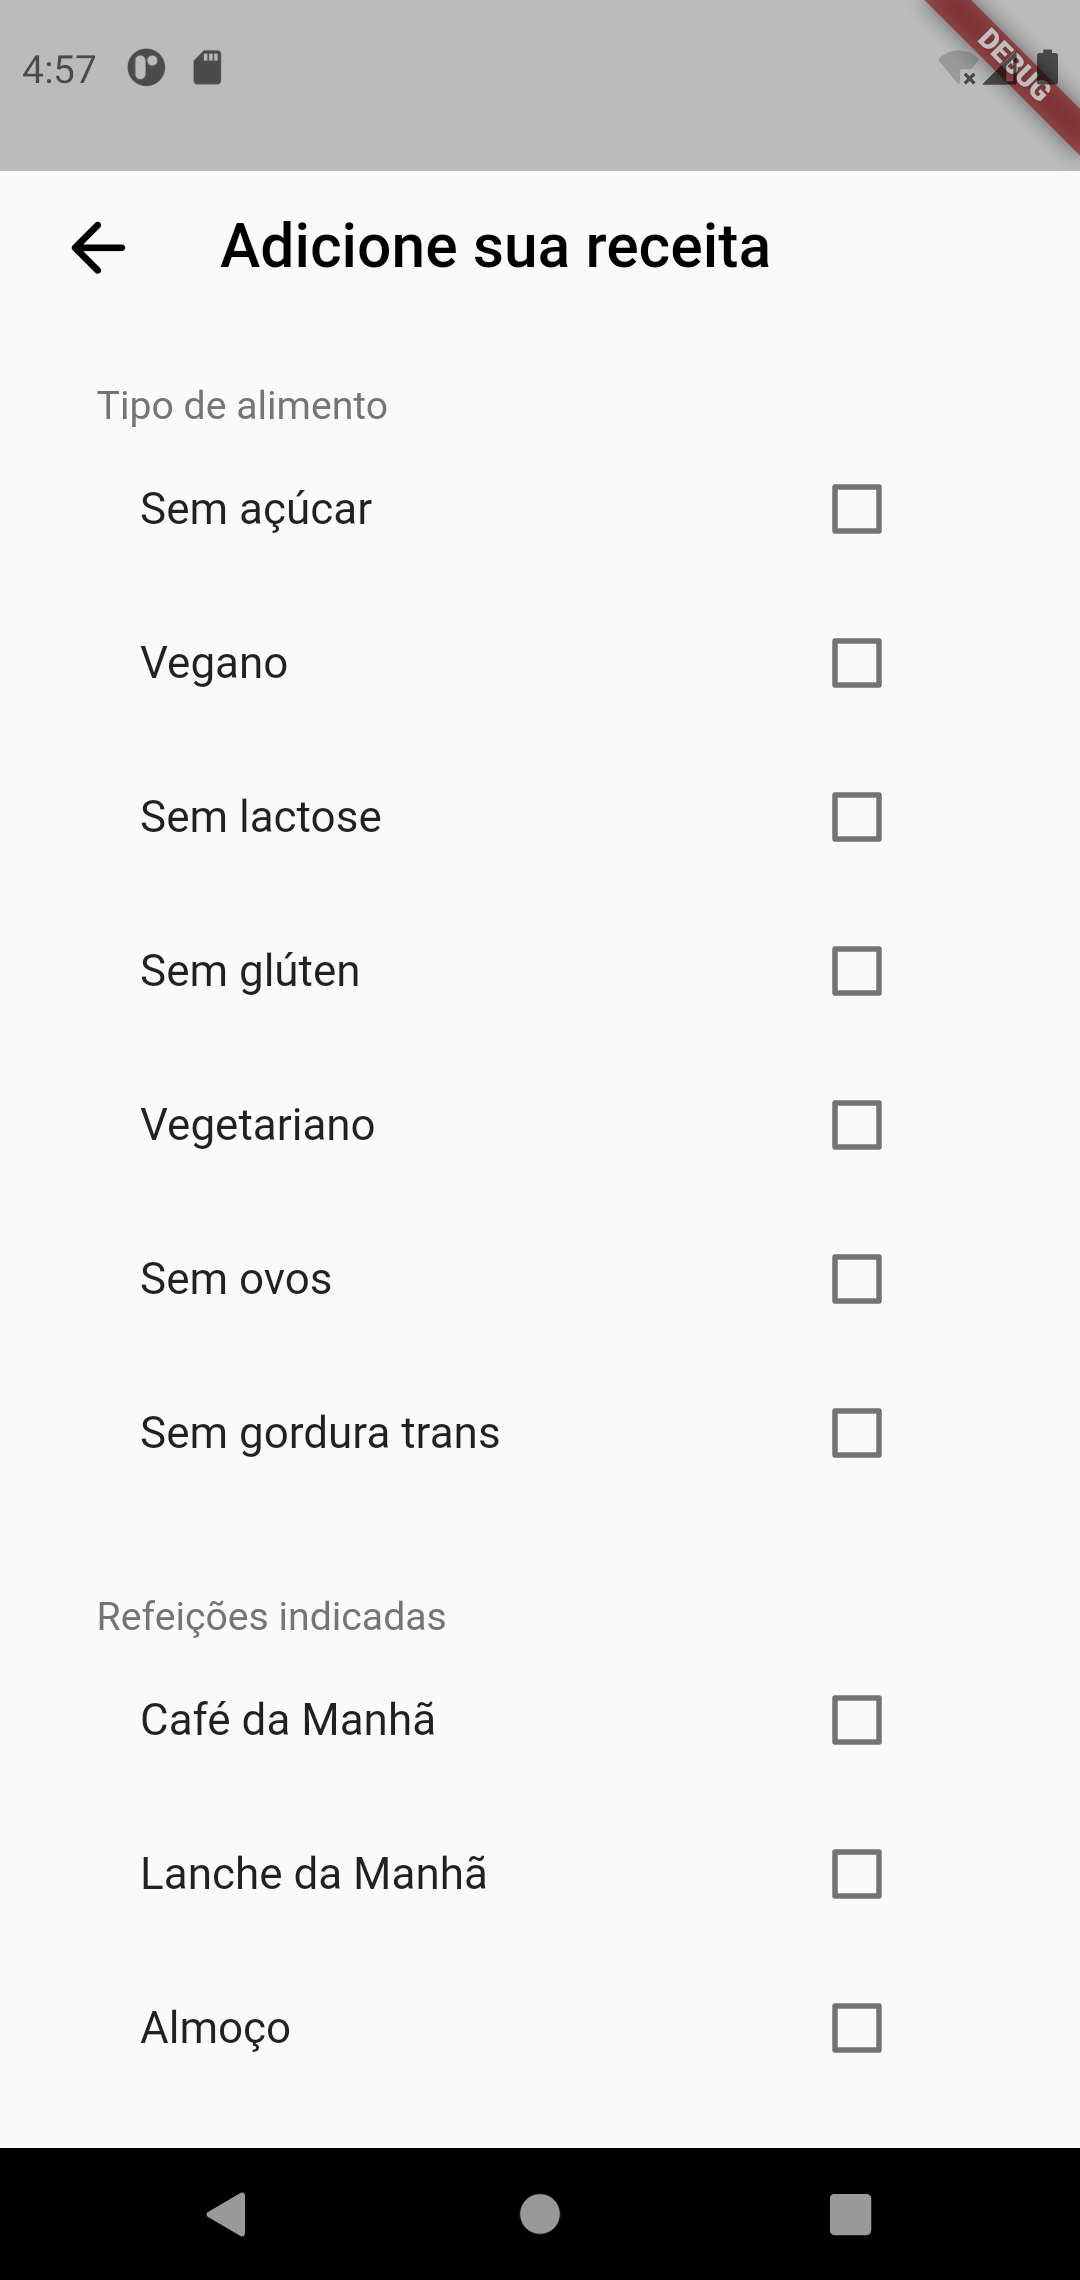 4:57
DEBUG
Adicione sua receita
Tipo de alimento
Sem açúcar
Vegano
Sem lactose
Sem glúten
Vegetariano
Sem ovos
Sem gordura trans
Refeições indicadas
Café da Manhã
Lanche da Manhã
Almoço